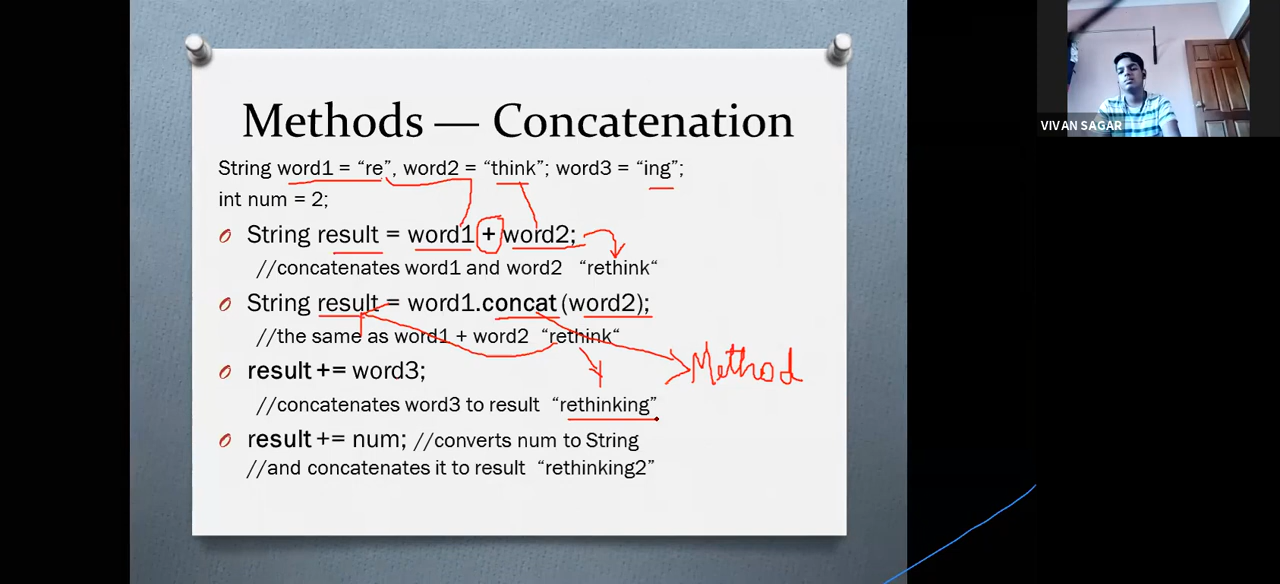 Methods — Concatenation
String word1 = “re”, word2 = “think”; word3 = “ing”;
int num = 2;
String result = word1 + word2;
//concatenates word1 and word2 “rethink“
String result = word1.concat (word2);
//the same as word1 + word2 “rethink“
result += word3;
Method
//concatenates word3 to result “rethinking”
result += num; //converts num to String
//and concatenates it to result “rethinking2”
VIVAN SAGAR